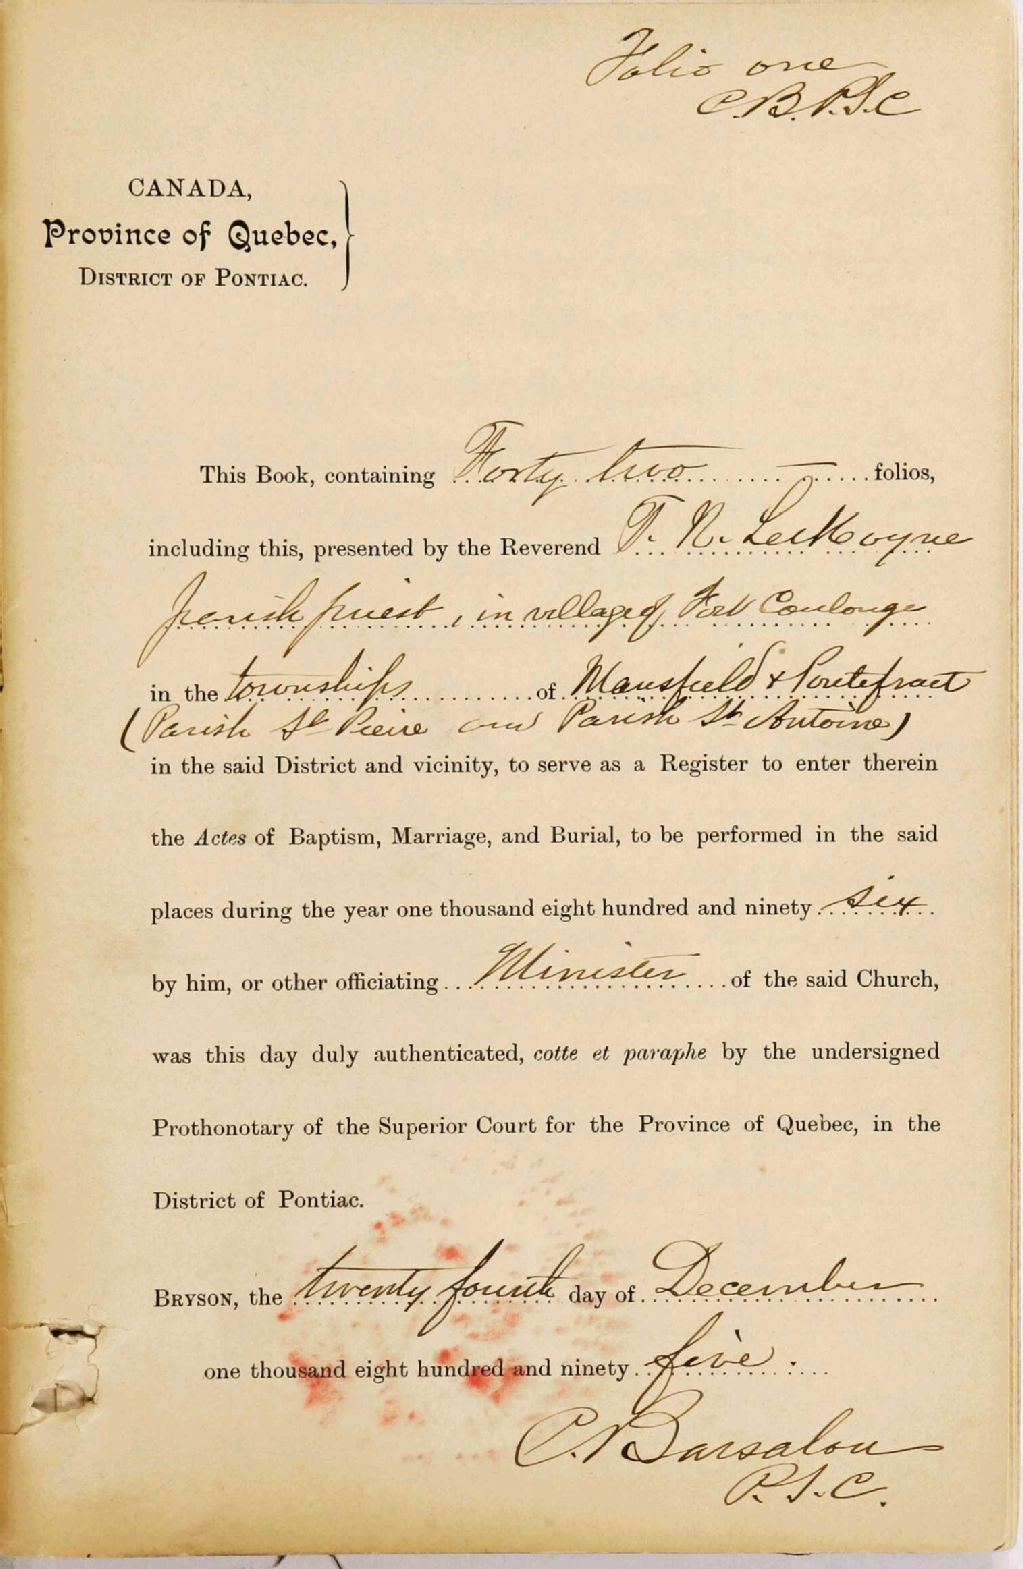 Folio one
C.B. P.S.C
CANADA,
Province of Quebec,
DISTRICT OF PONTIAC.
This Book, containing Forty two folios,
including this, presented by the Reverend T. N. LeMoyne
parish priest, in village of Fort Coulonge
in the townships of Mansfield & Pontefract
(Parish St Pierre and Parish St Antoine)
in the said District and vicinity, to serve as a Register to enter therein
the Actes of Baptism, Marriage, and Burial, to be performed in the said
places during the year one thousand eight hundred and ninety six
by him, or other officiating Minister of the said Church,
was this day duly authenticated, cotte et paraphe by the undersigned
Prothonotary of the Superior Court for the Province of Quebec, in the
District of Pontiac.
BRYSON, the twenty fourth day of December
one thousand eight hundred and ninety five.
C. Barsalou
P.S.C.